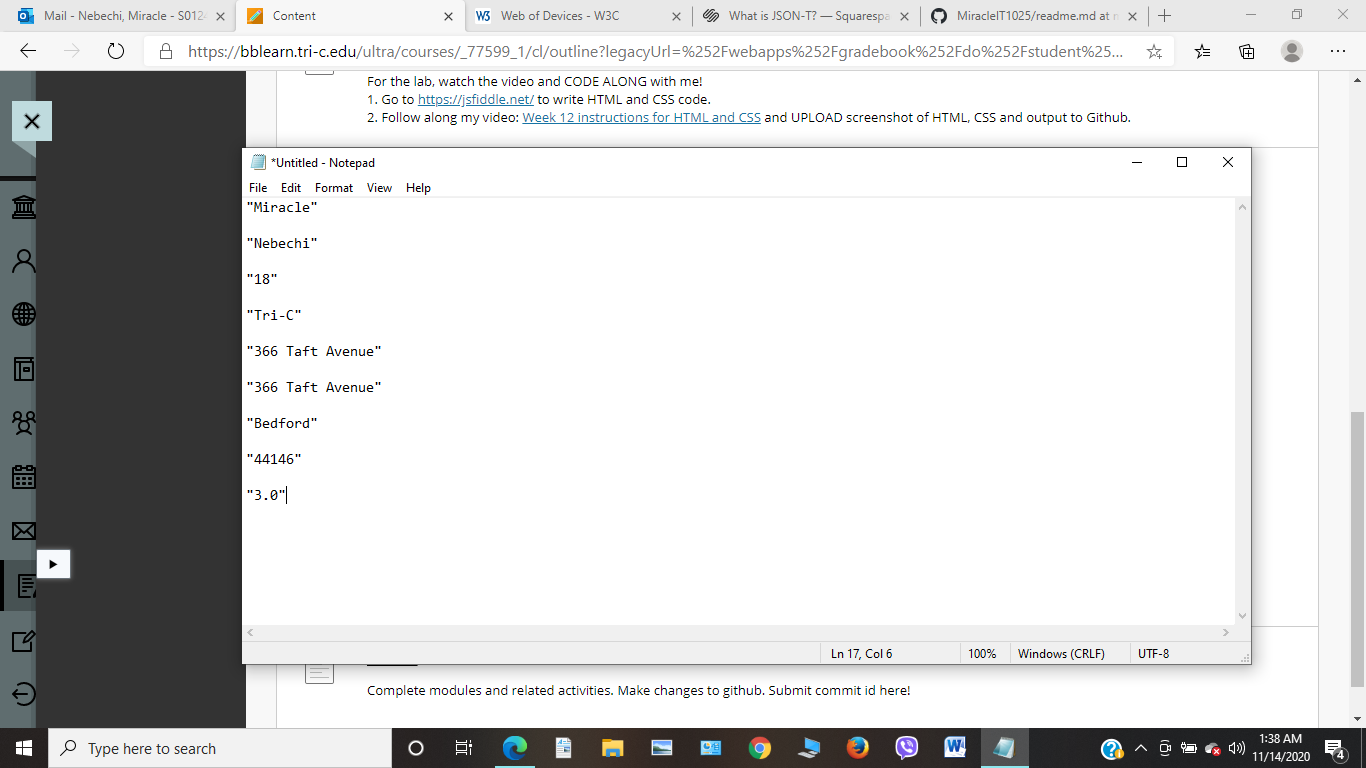 Mail - Nebechi, Miracle - S012
Content
Web of Devices - W3C
What is JSON-T? — Squarespa
MiracleIT1025/readme.md at m
https://bblearn.tri-c.edu/ultra/courses/_77599_1/cl/outline?legacyUrl=%252Fwebapps%252Fgradebook%252Fdo%252Fstudent%25...
For the lab, watch the video and CODE ALONG with me!
1. Go to https://jsfiddle.net/ to write HTML and CSS code.
2. Follow along my video: Week 12 instructions for HTML and CSS and UPLOAD screenshot of HTML, CSS and output to Github.
*Untitled - Notepad
File Edit Format View Help
"Miracle"
"Nebechi"
"18"
"Tri-C"
"366 Taft Avenue"
"366 Taft Avenue"
"Bedford"
"44146"
"3.0"
Ln 17, Col 6 100% Windows (CRLF) UTF-8
Complete modules and related activities. Make changes to github. Submit commit id here!
Type here to search
1:38 AM
11/14/2020
4